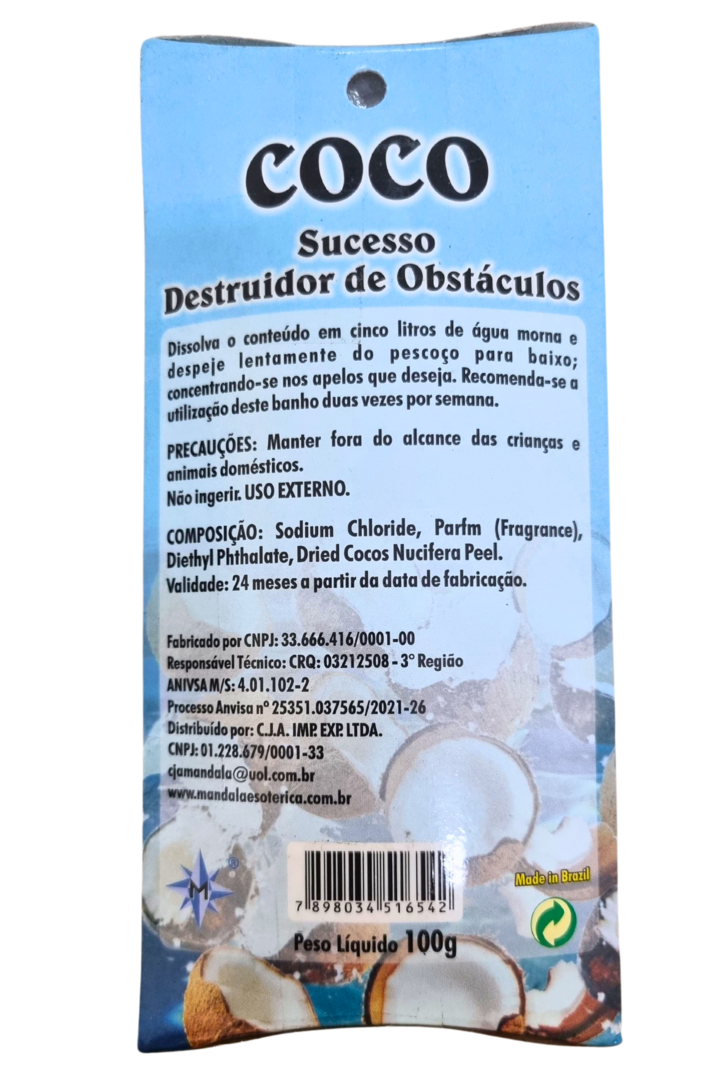 COCO
Sucesso
Destruidor de Obstáculos
Dissolva o conteúdo em cinco litros de água morna e
despeje lentamente do pescoço para baixo;
concentrando-se nos apelos que deseja. Recomenda-se a
utilização deste banho duas vezes por semana.
PRECAUÇÕES: Manter fora do alcance das crianças e
animais domésticos.
Não ingerir. USO EXTERNO.
COMPOSIÇÃO: Sodium Chloride, Parfm (Fragrance),
Diethyl Phthalate, Dried Cocos Nucifera Peel.
Validade: 24 meses a partir da data de fabricação.
Fabricado por CNPJ: 33.666.416/0001-00
Responsável Técnico: CRQ: 03212508 - 3º Região
ANIVSA M/S: 4.01.102-2
Processo Anvisa nº 25351.037565/2021-26
Distribuído por: C.J.A. IMP. EXP. LTDA.
CNPJ: 01.228.679/0001-33
cjamandala@uol.com.br
www.mandalaesoterica.com.br
M ®
7 898034 516542
Made in Brazil
Peso Líquido 100g